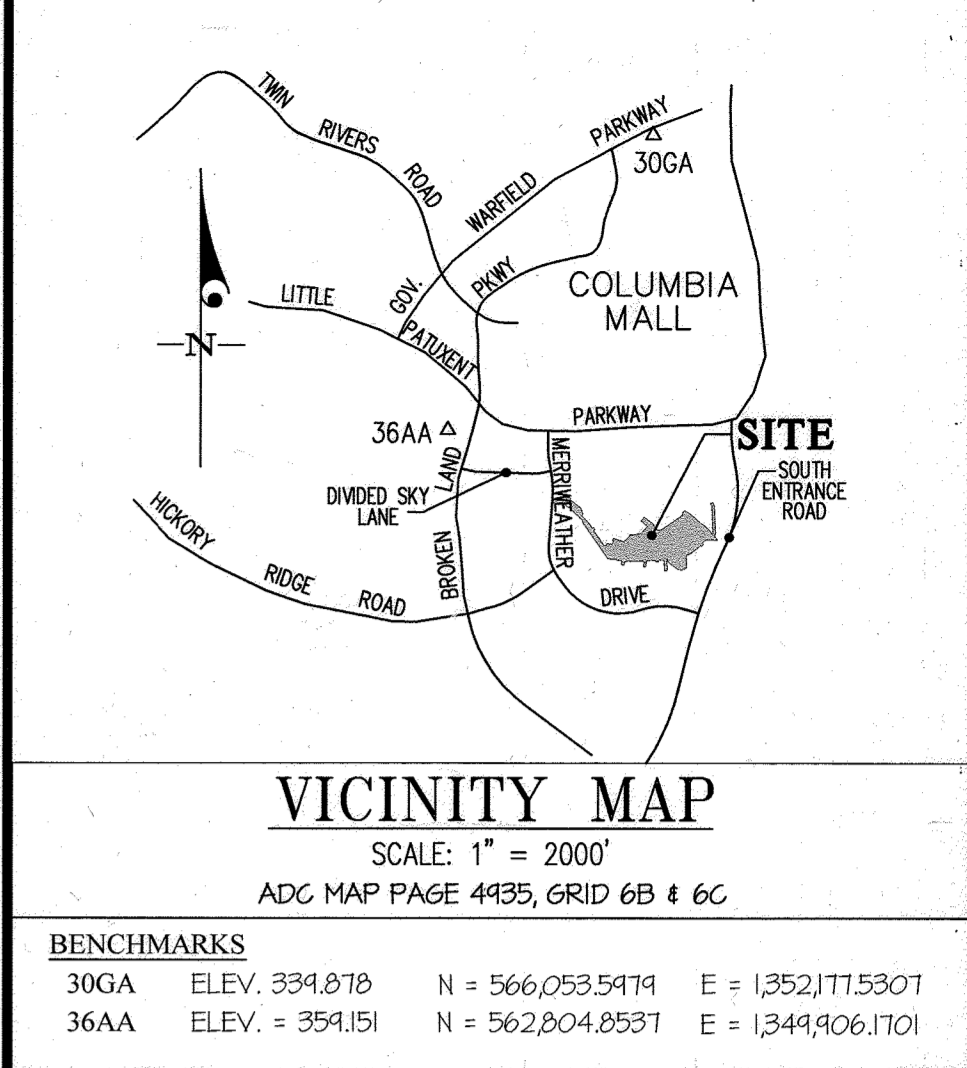 TWIN
RIVERS
ROAD
WARFIELD
PARKWAY
30GA
GOV.
PKWY
COLUMBIA
MALL
LITTLE
PATUXENT
PARKWAY
N
36AA
LAND
BROKEN
DIVIDED SKY
LANE
MERRIWEATHER
DRIVE
SITE
SOUTH
ENTRANCE
ROAD
HICKORY
RIDGE
ROAD
VICINITY MAP
SCALE: 1" = 2000'
ADC MAP PAGE 4935, GRID 6B & 6C
BENCHMARKS
30GA ELEV. 339.878 N = 566,053.5979 E = 1,352,177.5307
36AA ELEV. = 359.151 N = 562,804.8537 E = 1,349,906.1701